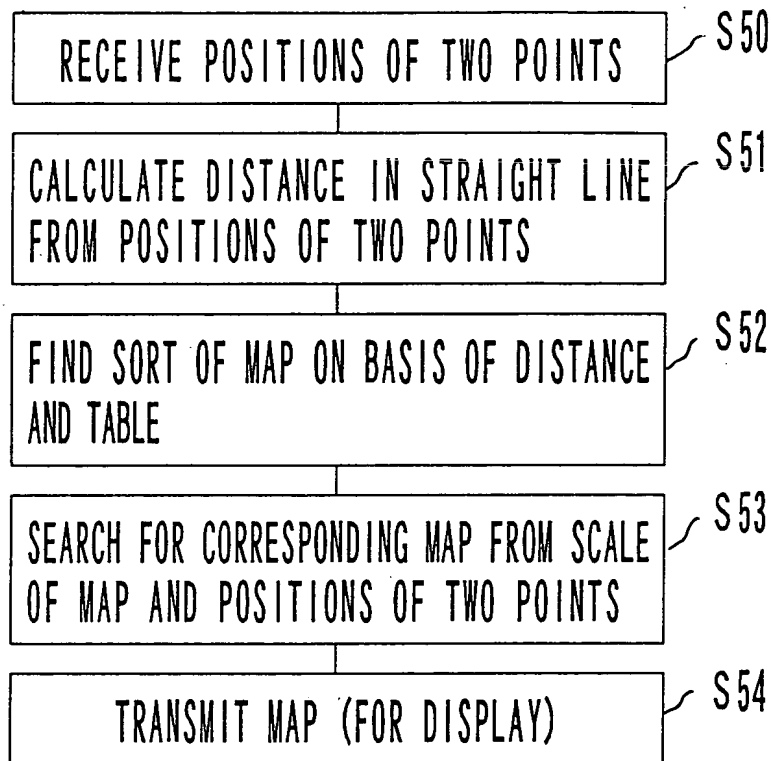 RECEIVE POSITIONS OF TWO POINTS
S50
CALCULATE DISTANCE IN STRAIGHT LINE
FROM POSITIONS OF TWO POINTS
S51
FIND SORT OF MAP ON BASIS OF DISTANCE
AND TABLE
S52
SEARCH FOR CORRESPONDING MAP FROM SCALE
OF MAP AND POSITIONS OF TWO POINTS
S53
TRANSMIT MAP (FOR DISPLAY)
S54